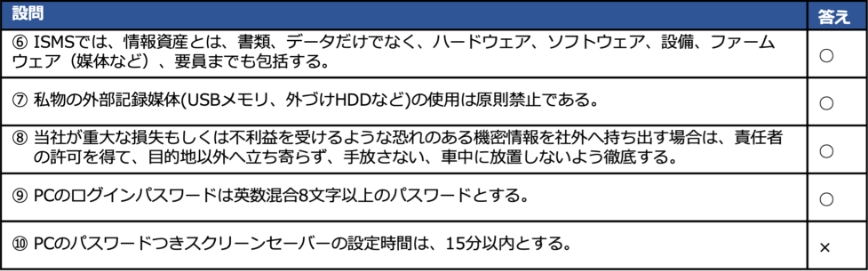 設問 答え
⑥ ISMSでは、情報資産とは、書類、データだけでなく、ハードウェア、ソフトウェア、設備、ファーム
ウェア（媒体など）、要員までも包括する。 ○
⑦ 私物の外部記録媒体(USBメモリ、外づけHDDなど)の使用は原則禁止である。 ○
⑧ 当社が重大な損失もしくは不利益を受けるような恐れのある機密情報を社外へ持ち出す場合は、責任者
の許可を得て、目的地以外へ立ち寄らず、手放さない、車中に放置しないよう徹底する。 ○
⑨ PCのログインパスワードは英数混合8文字以上のパスワードとする。 ○
⑩ PCのパスワードつきスクリーンセーバーの設定時間は、15分以内とする。 ×